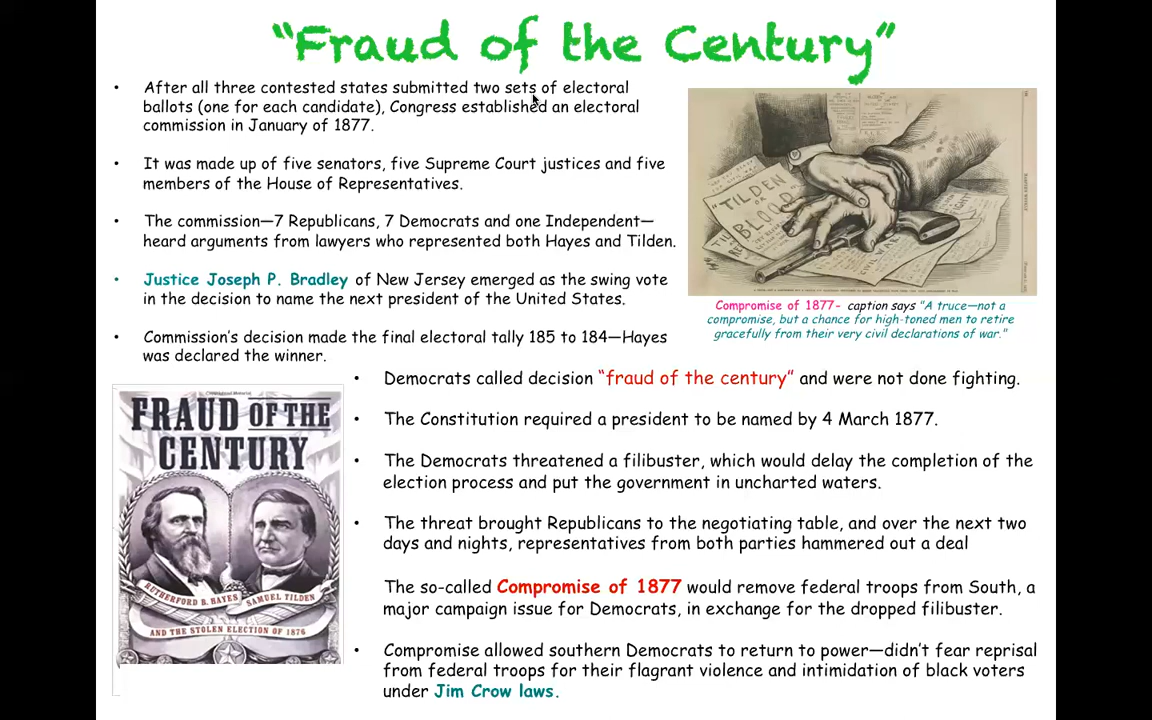 “Fraud of the Century”
• After all three contested states submitted two sets of electoral
ballots (one for each candidate), Congress established an electoral
commission in January of 1877.
• It was made up of five senators, five Supreme Court justices and five
members of the House of Representatives.
• The commission—7 Republicans, 7 Democrats and one Independent—
heard arguments from lawyers who represented both Hayes and Tilden.
• Justice Joseph P. Bradley of New Jersey emerged as the swing vote
in the decision to name the next president of the United States.
• Commission’s decision made the final electoral tally 185 to 184—Hayes
was declared the winner.
"TILDEN
OR
BLOOD"
CIVIL WAR
Compromise of 1877- caption says "A truce—not a
compromise, but a chance for high-toned men to retire
gracefully from their very civil declarations of war."
FRAUD OF THE
CENTURY
RUTHERFORD B. HAYES SAMUEL TILDEN
AND THE STOLEN ELECTION OF 1876
• Democrats called decision “fraud of the century” and were not done fighting.
• The Constitution required a president to be named by 4 March 1877.
• The Democrats threatened a filibuster, which would delay the completion of the
election process and put the government in uncharted waters.
• The threat brought Republicans to the negotiating table, and over the next two
days and nights, representatives from both parties hammered out a deal
The so-called Compromise of 1877 would remove federal troops from South, a
major campaign issue for Democrats, in exchange for the dropped filibuster.
• Compromise allowed southern Democrats to return to power—didn’t fear reprisal
from federal troops for their flagrant violence and intimidation of black voters
under Jim Crow laws.